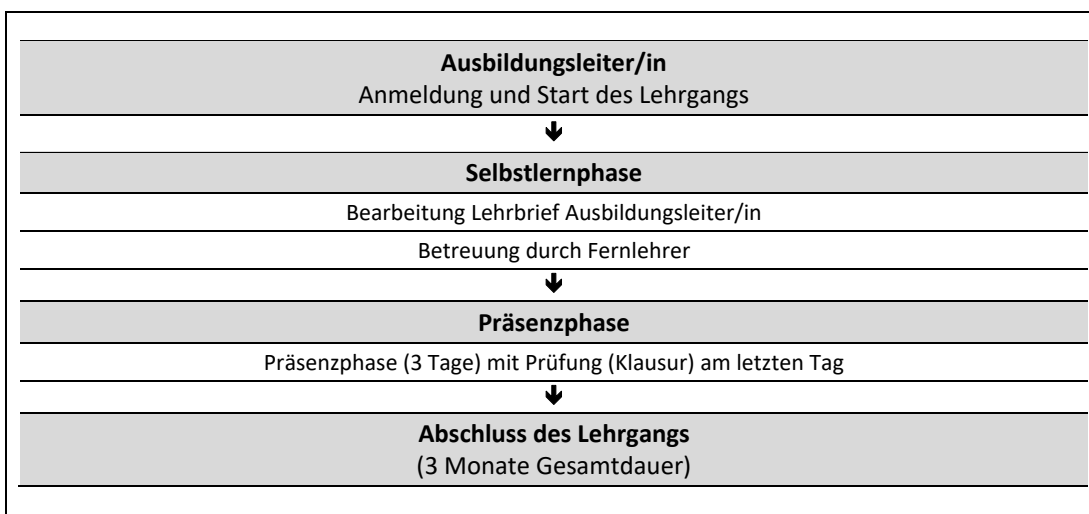 Ausbildungsleiter/in
Anmeldung und Start des Lehrgangs
Selbstlernphase
Bearbeitung Lehrbrief Ausbildungsleiter/in
Betreuung durch Fernlehrer
Präsenzphase
Präsenzphase (3 Tage) mit Prüfung (Klausur) am letzten Tag
Abschluss des Lehrgangs
(3 Monate Gesamtdauer)